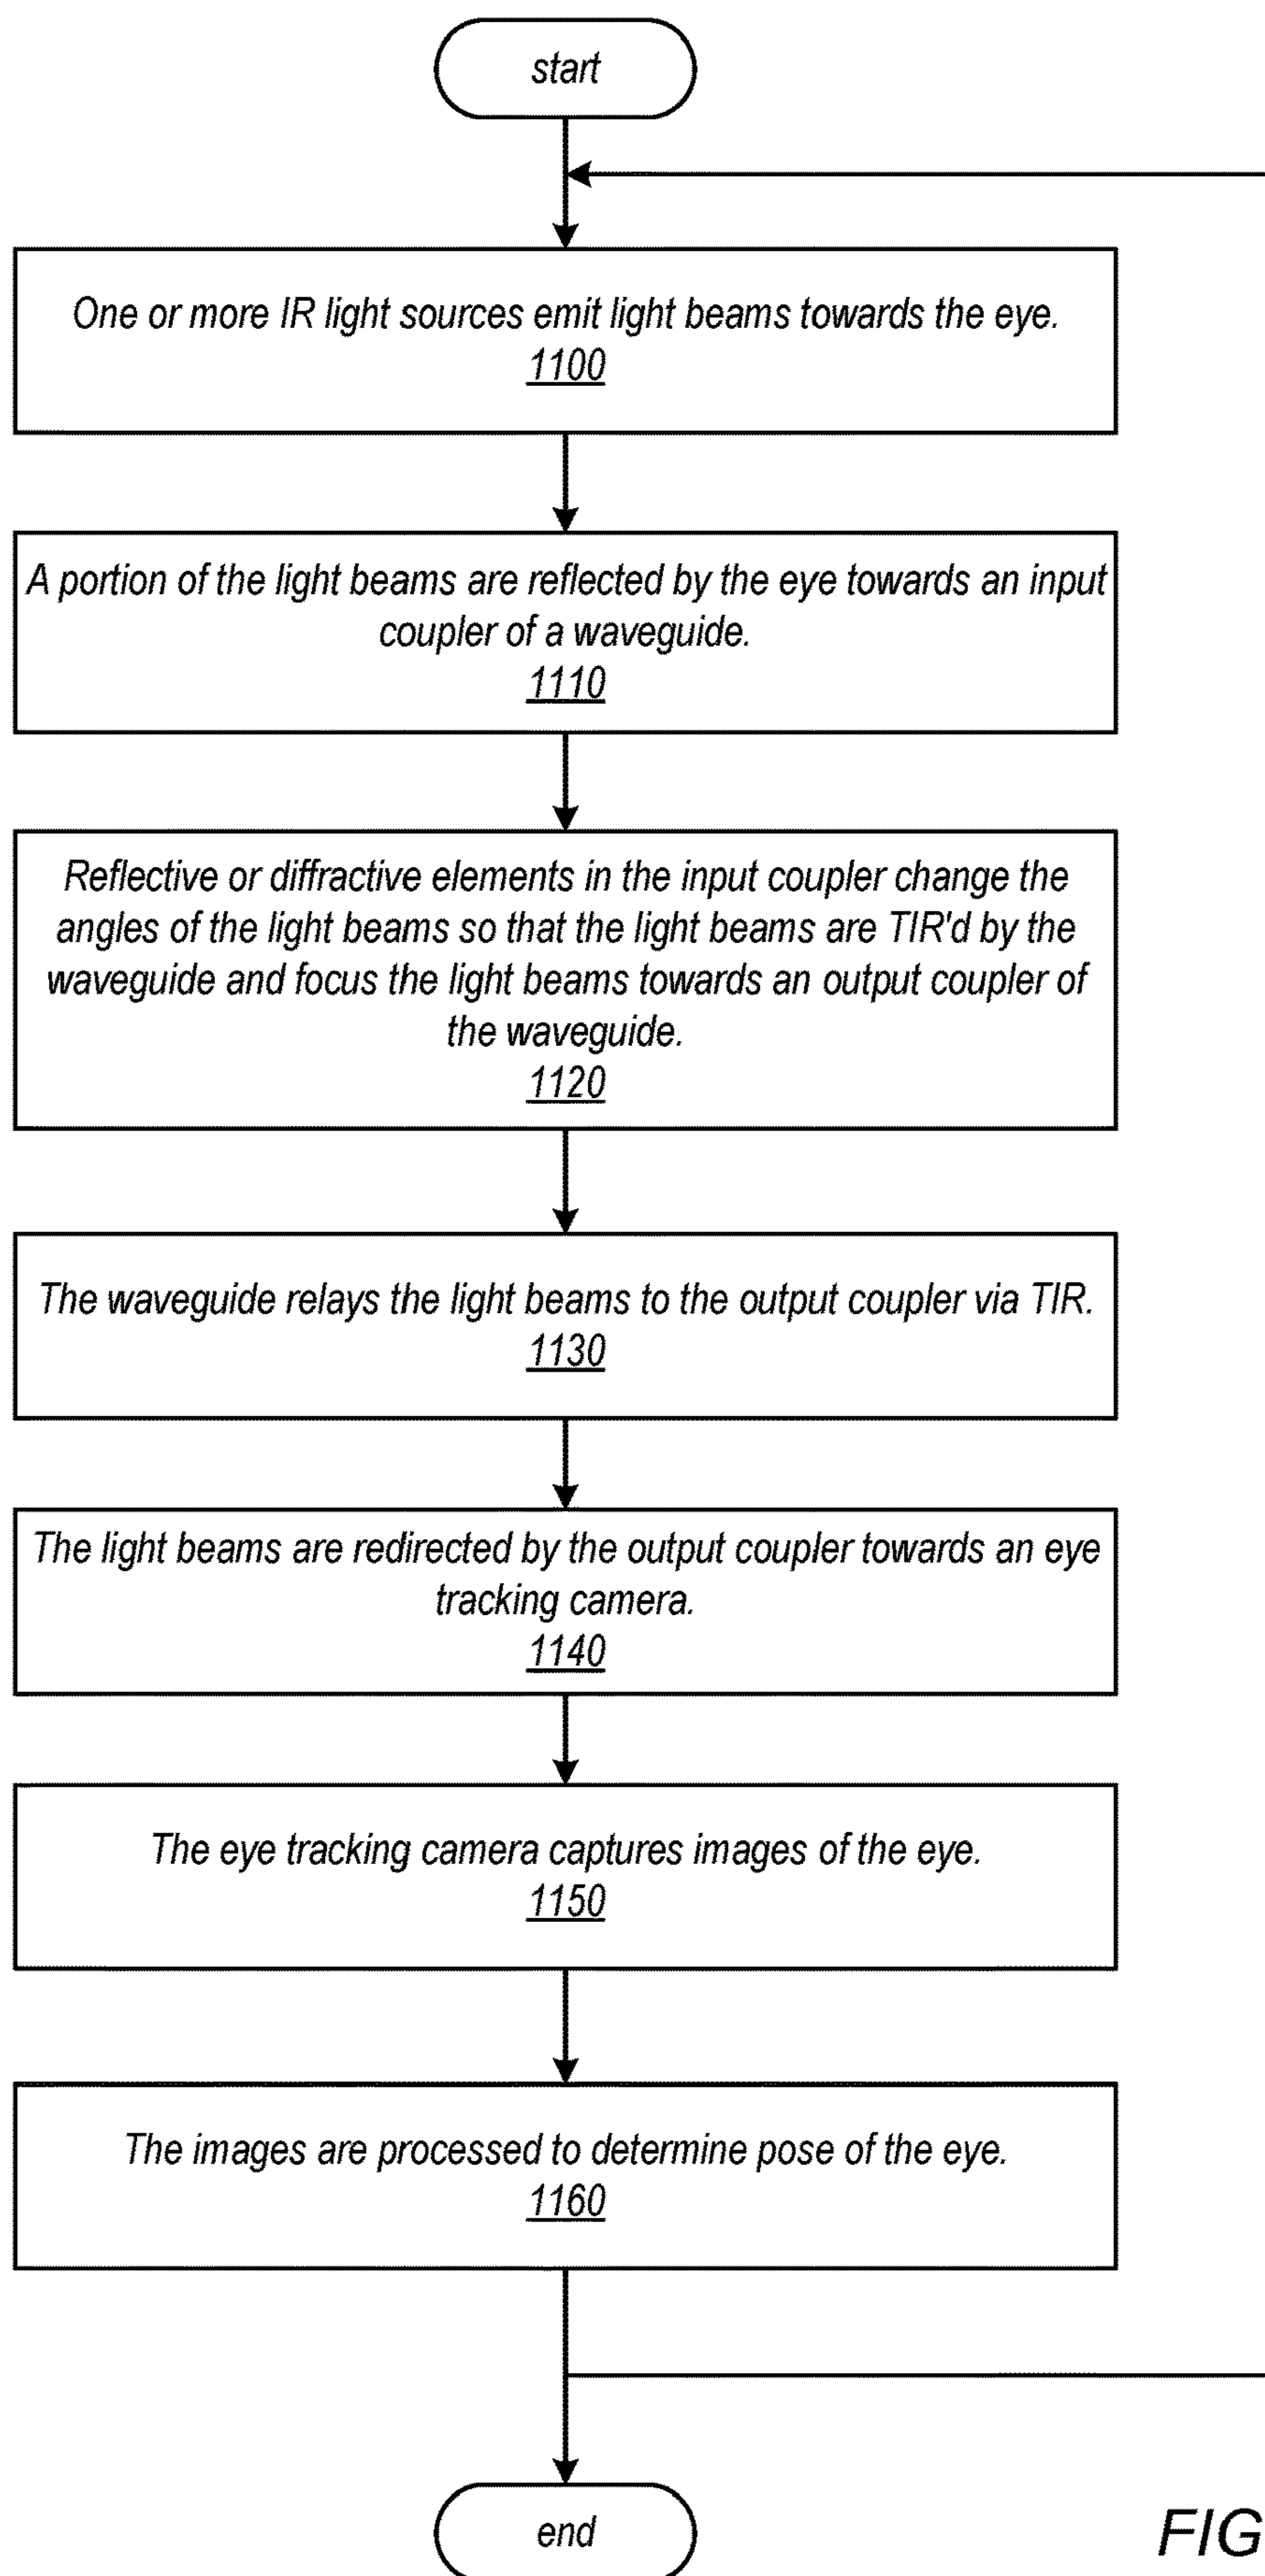 start
One or more IR light sources emit light beams towards the eye.
1100
A portion of the light beams are reflected by the eye towards an input
coupler of a waveguide.
1110
Reflective or diffractive elements in the input coupler change the
angles of the light beams so that the light beams are TIR'd by the
waveguide and focus the light beams towards an output coupler of
the waveguide.
1120
The waveguide relays the light beams to the output coupler via TIR.
1130
The light beams are redirected by the output coupler towards an eye
tracking camera.
1140
The eye tracking camera captures images of the eye.
1150
The images are processed to determine pose of the eye.
1160
end
FIG